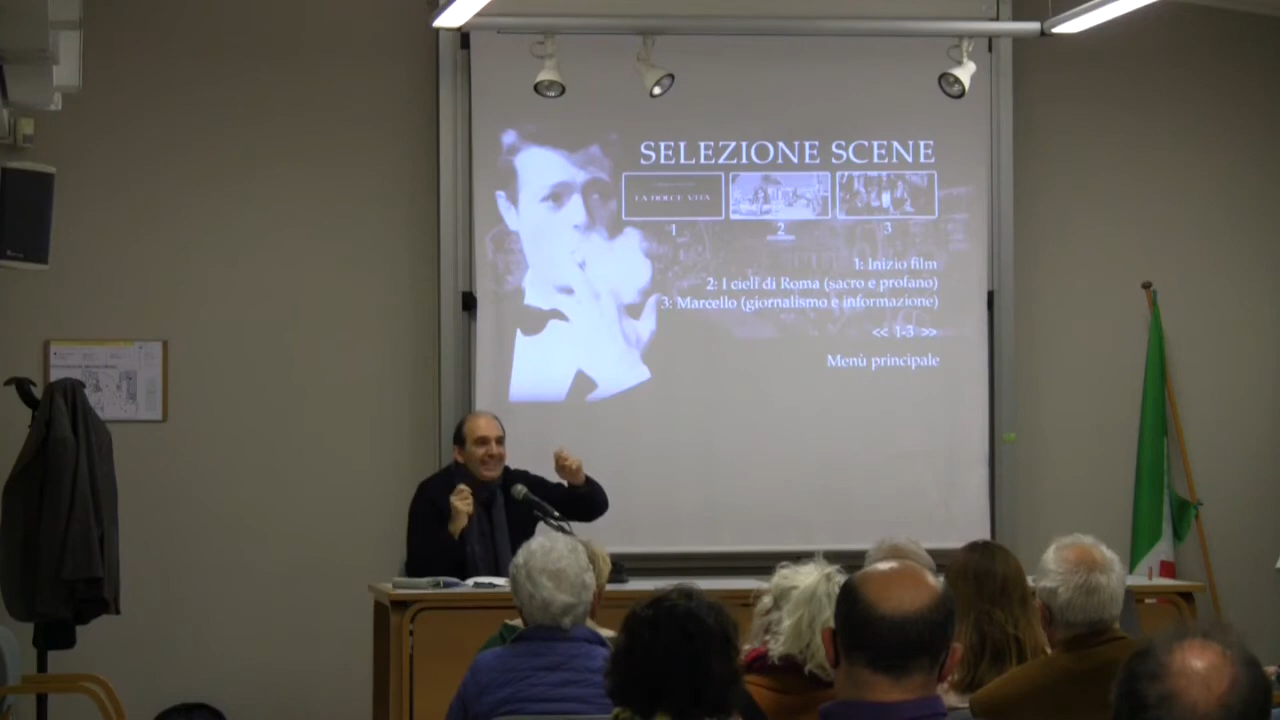 SELEZIONE SCENE
LA DOLCE VITA
1 2 3
1: Inizio film
2: I cieli di Roma (sacro e profano)
3: Marcello (giornalismo e informazione)
<< 1-3 >>
Menù principale